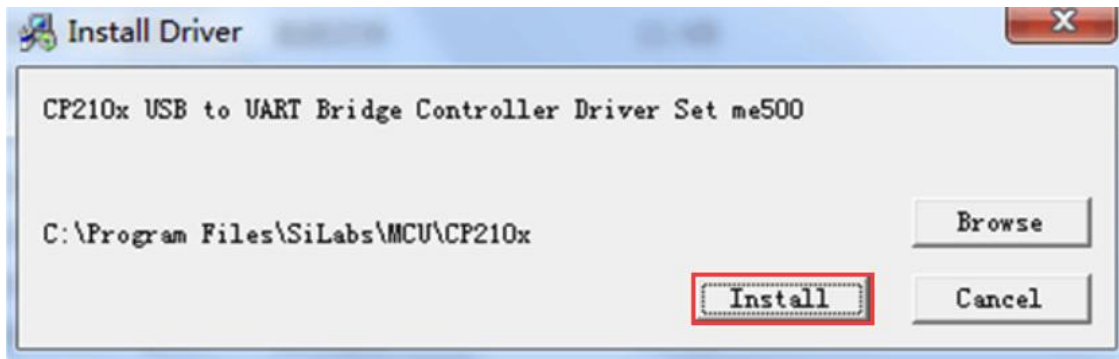 Install Driver
CP210x USB to UART Bridge Controller Driver Set me500
C:\Program Files\SiLabs\MCU\CP210x
Browse
Install
Cancel